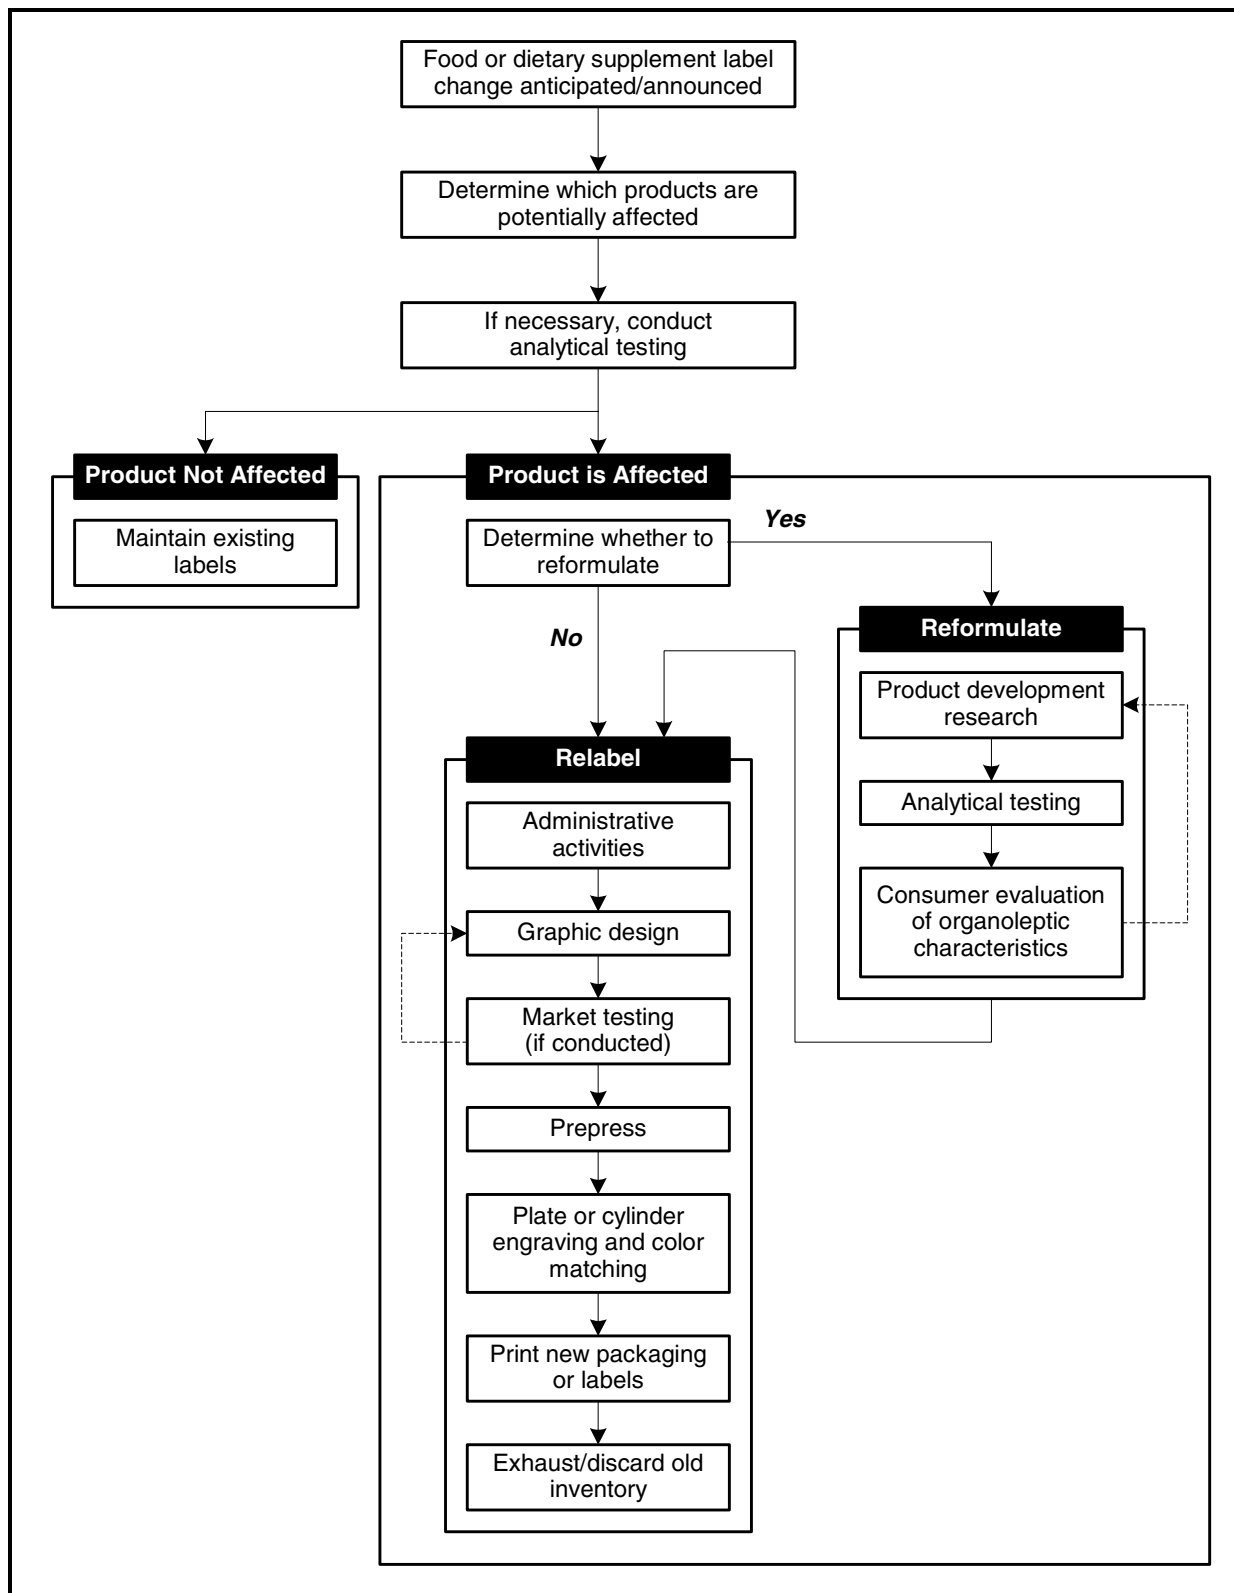 Food or dietary supplement label
change anticipated/announced
Determine which products are
potentially affected
If necessary, conduct
analytical testing
Product Not Affected
Maintain existing
labels
Product is Affected
Determine whether to
reformulate
Yes
No
Reformulate
Product development
research
Analytical testing
Consumer evaluation
of organoleptic
characteristics
Relabel
Administrative
activities
Graphic design
Market testing
(if conducted)
Prepress
Plate or cylinder
engraving and color
matching
Print new packaging
or labels
Exhaust/discard old
inventory